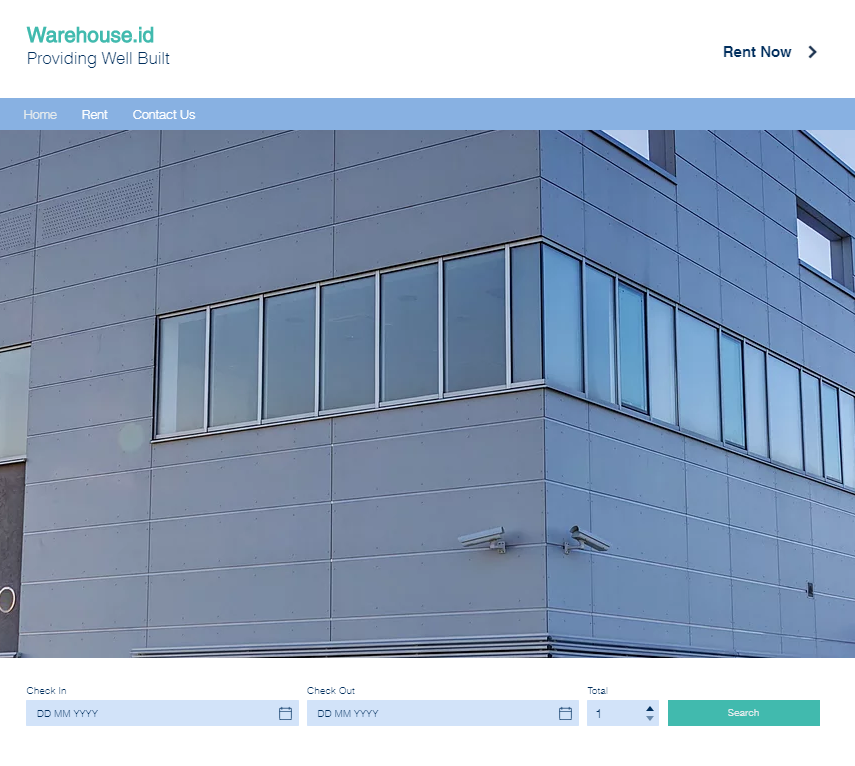 Warehouse.id
Providing Well Built
Rent Now
Home Rent Contact Us
Check In Check Out Total
DD MM YYYY DD MM YYYY 1 Search